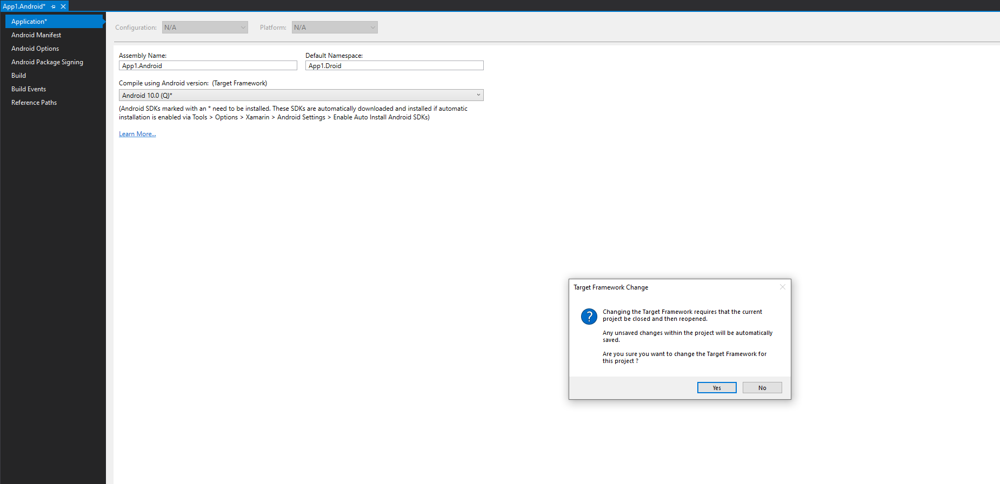 App1.Android*
Application*
Android Manifest
Android Options
Android Package Signing
Build
Build Events
Reference Paths
Configuration: N/A Platform: N/A
Assembly Name: Default Namespace:
App1.Android App1.Droid
Compile using Android version: (Target Framework)
Android 10.0 (Q)*
(Android SDKs marked with an * need to be installed. These SDKs are automatically downloaded and installed if automatic
installation is enabled via Tools > Options > Xamarin > Android Settings > Enable Auto Install Android SDKs)
Learn More...
Target Framework Change
Changing the Target Framework requires that the current
project be closed and then reopened.
Any unsaved changes within the project will be automatically
saved.
Are you sure you want to change the Target Framework for
this project ?
Yes No